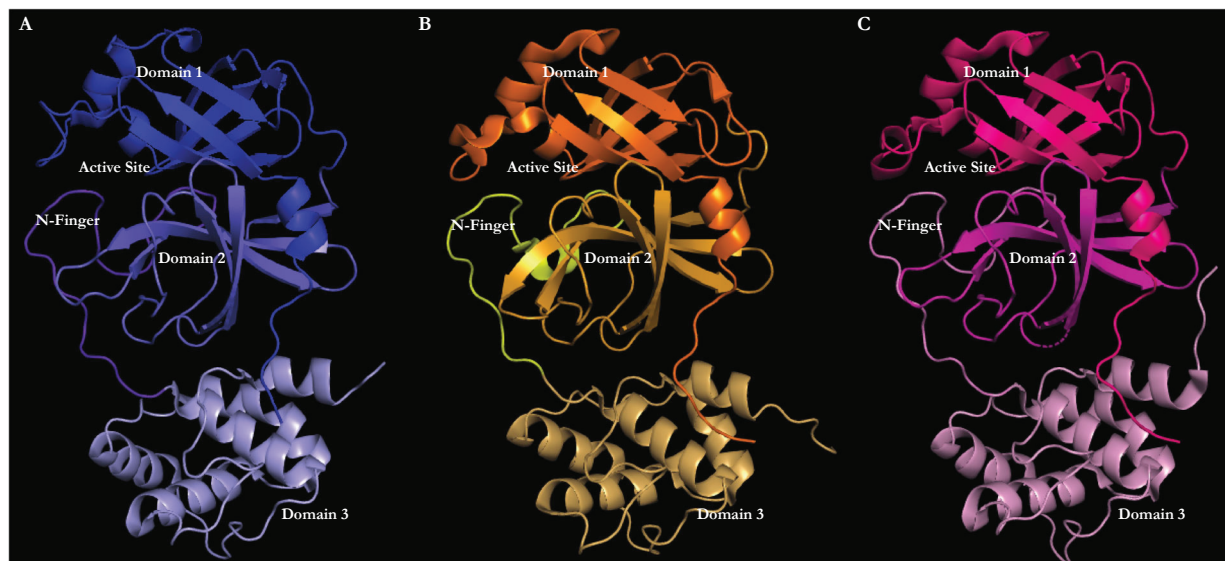 A
Domain 1
Active Site
N-Finger
Domain 2
Domain 3
B
Domain 1
Active Site
N-Finger
Domain 2
Domain 3
C
Domain 1
Active Site
N-Finger
Domain 2
Domain 3